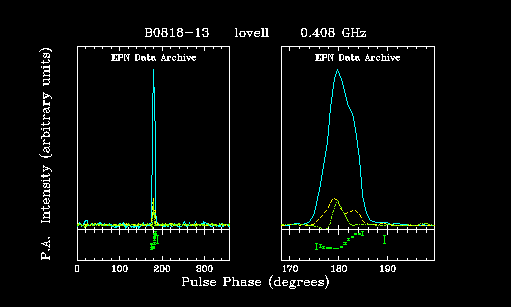 B0818-13 lovell 0.408 GHz
EPN Data Archive EPN Data Archive
P.A. Intensity (arbitrary units)
0 100 200 300 170 180 190
Pulse Phase (degrees)